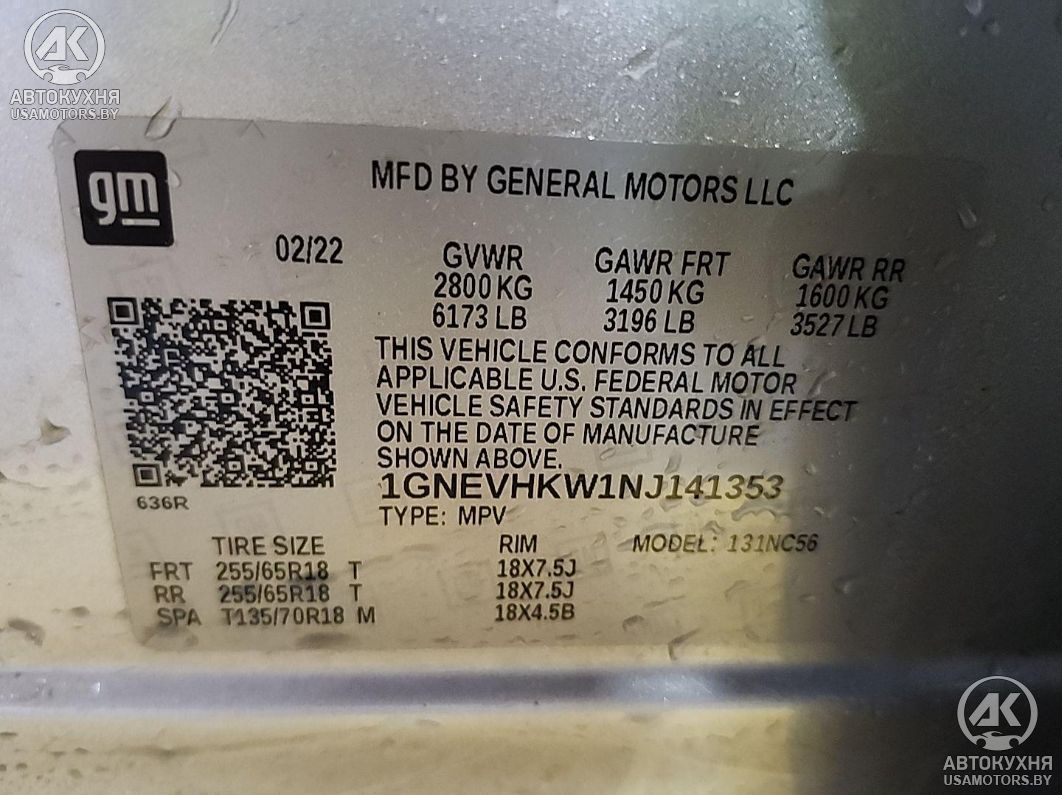 AK
АВТОКУХНЯ
USAMOTORS.BY
gm
MFD BY GENERAL MOTORS LLC
02/22
GVWR
2800 KG
6173 LB
GAWR FRT
1450 KG
3196 LB
GAWR RR
1600 KG
3527 LB
THIS VEHICLE CONFORMS TO ALL
APPLICABLE U.S. FEDERAL MOTOR
VEHICLE SAFETY STANDARDS IN EFFECT
ON THE DATE OF MANUFACTURE
SHOWN ABOVE.
636R
1GNEVHKW1NJ141353
TYPE: MPV
TIRE SIZE RIM MODEL: 131NC56
FRT 255/65R18 T 18X7.5J
RR 255/65R18 T 18X7.5J
SPA T135/70R18 M 18X4.5B
AK
АВТОКУХНЯ
USAMOTORS.BY